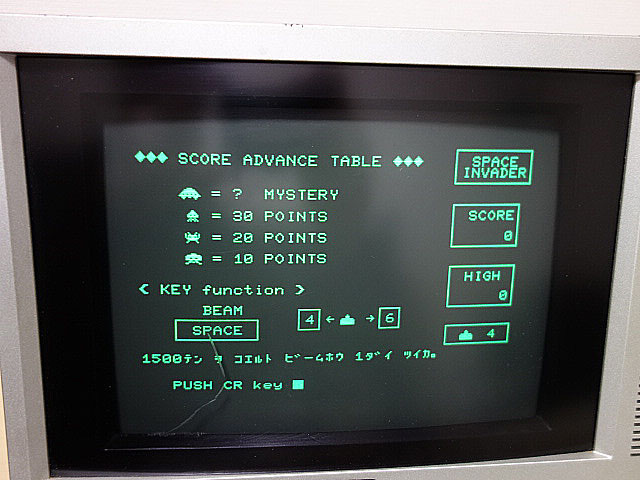 ♦♦♦ SCORE ADVANCE TABLE ♦♦♦
= ? MYSTERY
= 30 POINTS
= 20 POINTS
= 10 POINTS
< KEY function >
BEAM
SPACE
4 ← → 6
1500テン ヲ コエルト ビームホウ 1ダイ ツイカ。
PUSH CR key
SPACE
INVADER
SCORE
0
HIGH
0
4